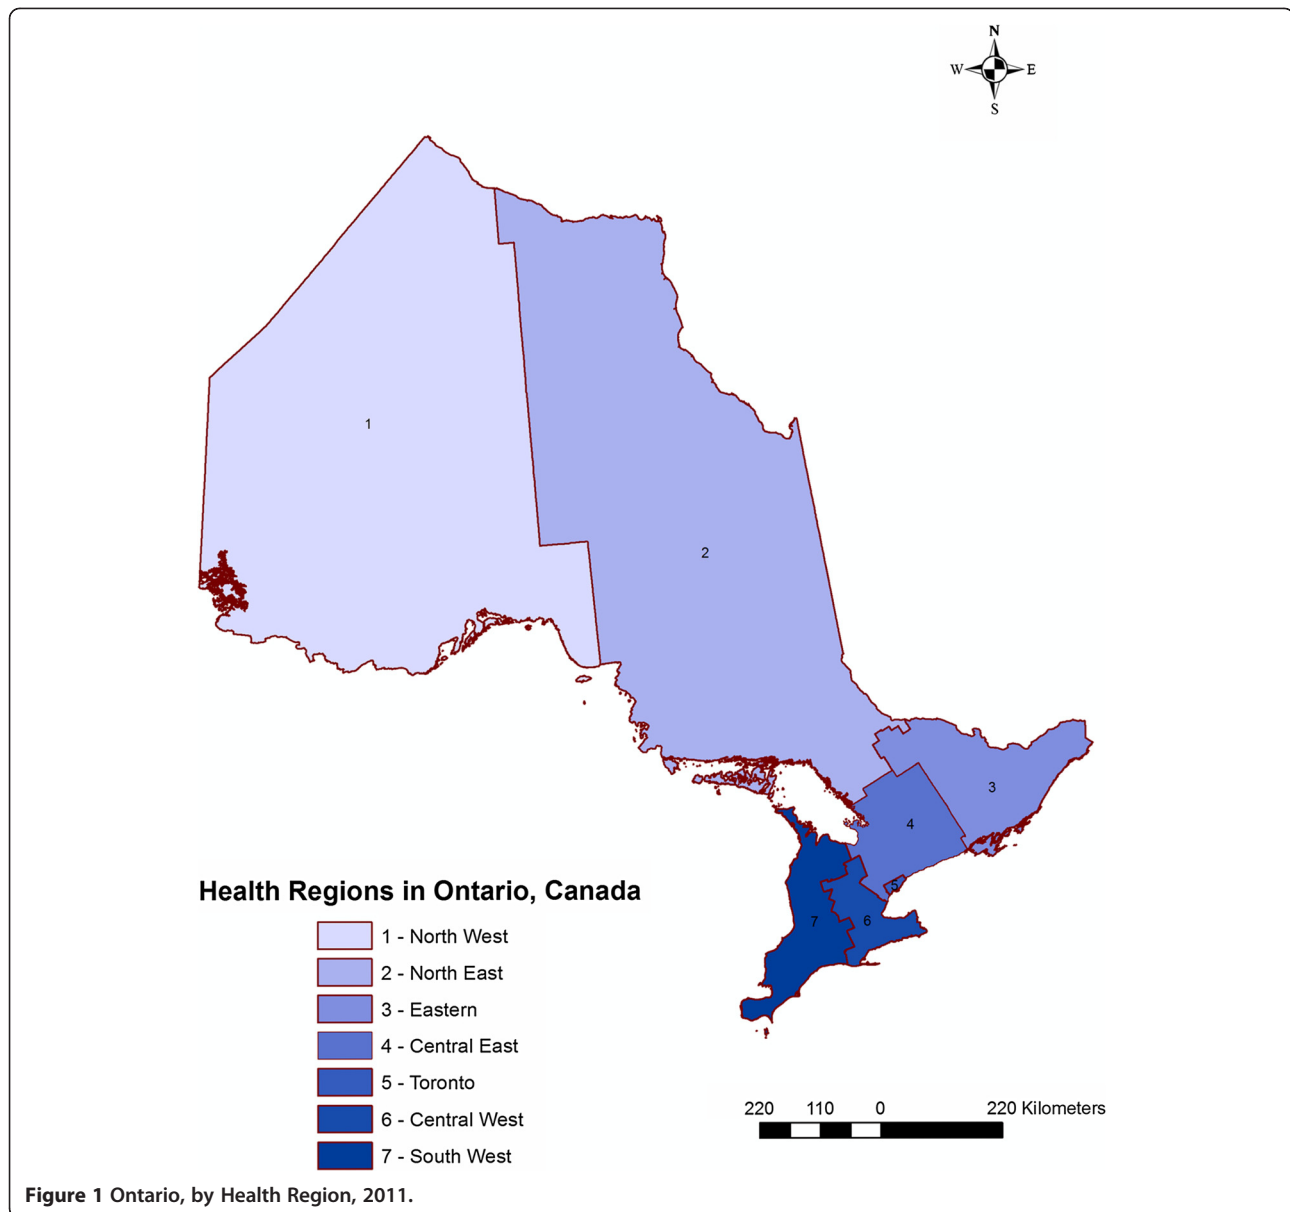 N
W E
S
1
2
3
4
5
6
7
Health Regions in Ontario, Canada
1 - North West
2 - North East
3 - Eastern
4 - Central East
5 - Toronto
6 - Central West
7 - South West
220 110 0 220 Kilometers
Figure 1 Ontario, by Health Region, 2011.